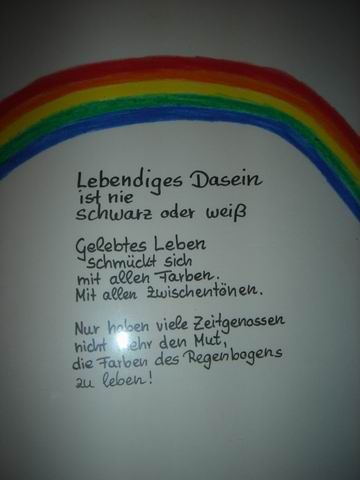 Lebendiges Dasein
ist nie
schwarz oder weiß
Gelebtes Leben
schmückt sich
mit allen Farben.
Mit allen Zwischentönen.
Nur haben viele Zeitgenossen
nicht mehr den Mut,
die Farben des Regenbogens
zu leben!